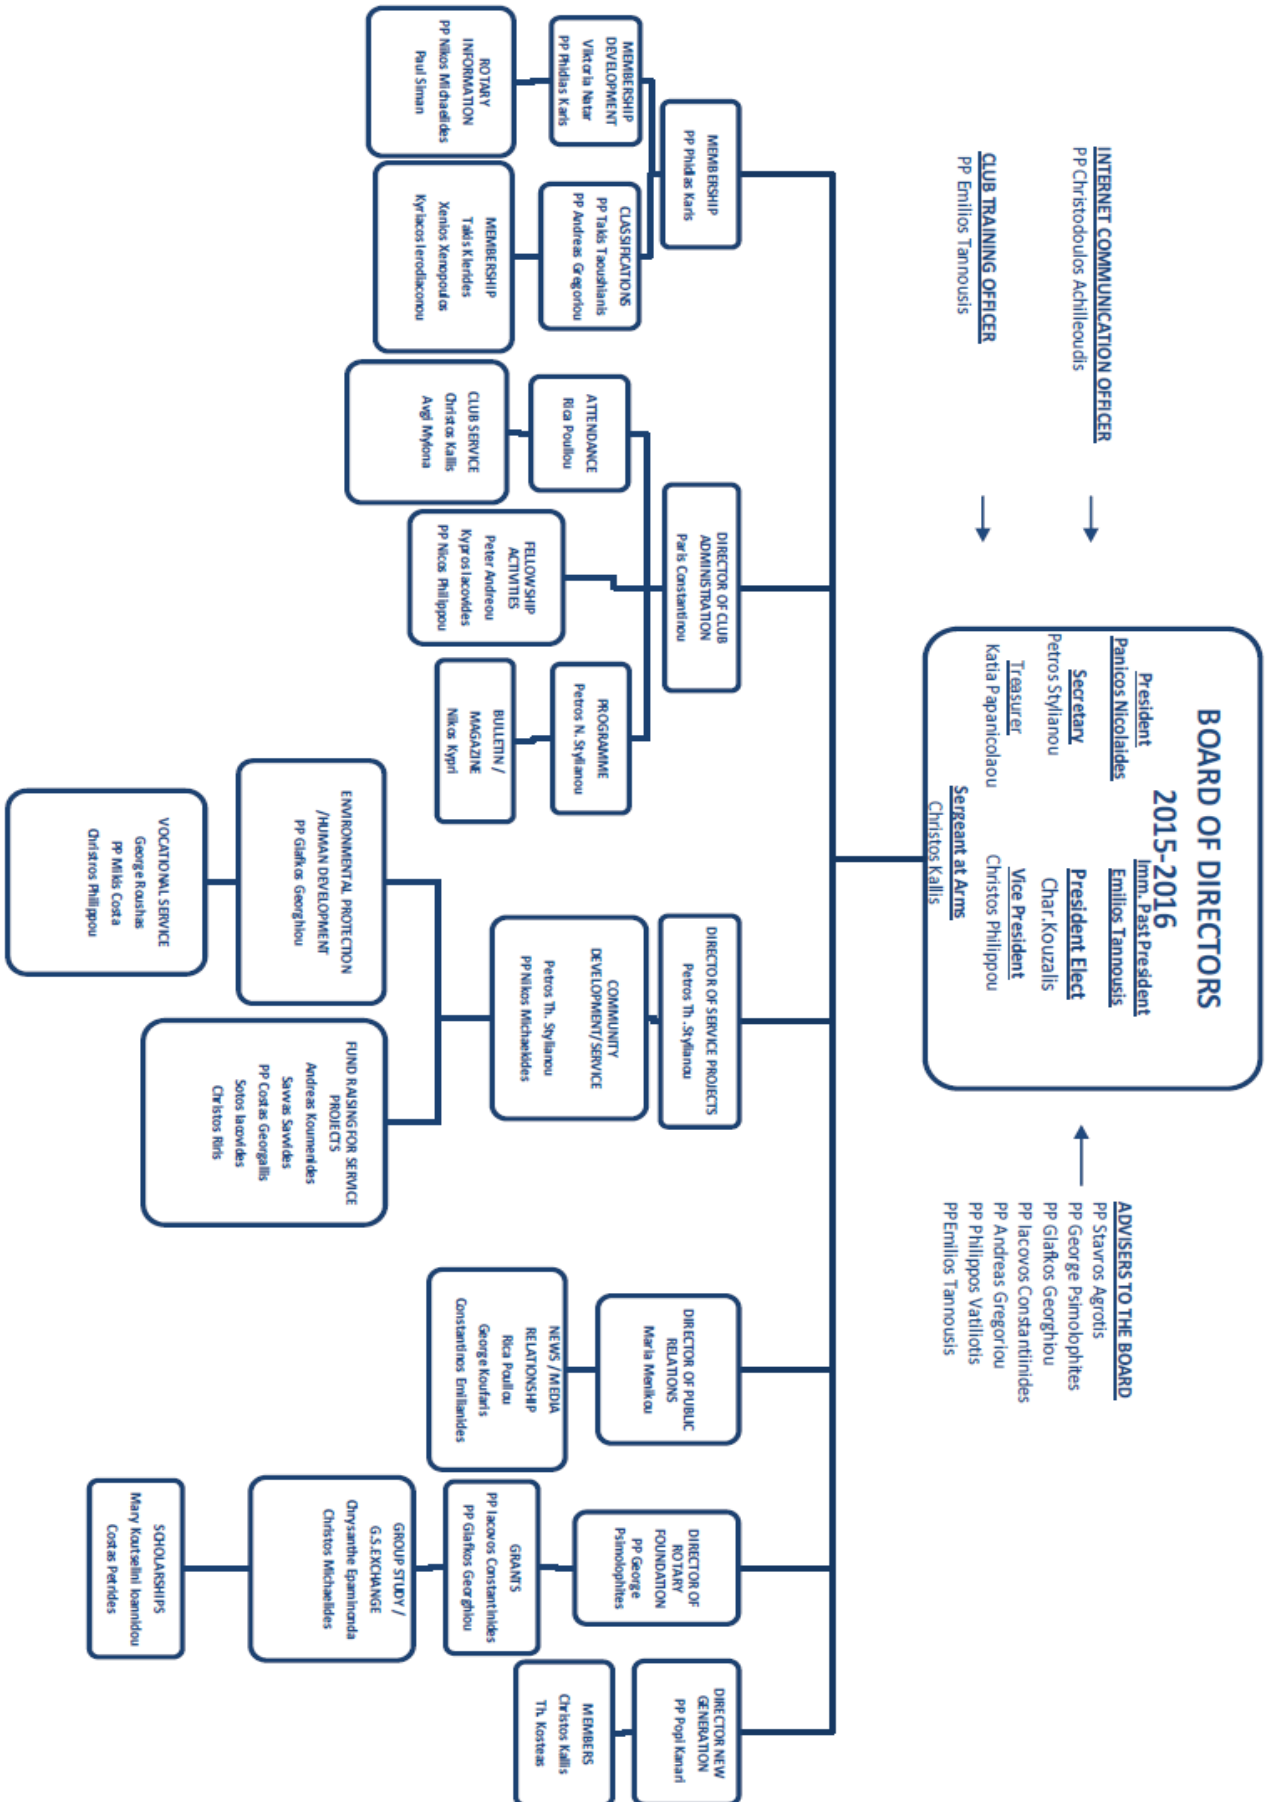 BOARD OF DIRECTORS
2015-2016
President
Panicos Nicolaides
Imm. Past President
Emilios Tannousis
Secretary
Petros Stylianou
President Elect
Char.Kouzalis
Treasurer
Katia Papanicolaou
Vice President
Christos Philippou
Sergeant at Arms
Christos Kallis
INTERNET COMMUNICATION OFFICER
PP Christodoulos Achilleoudis
CLUB TRAINING OFFICER
PP Emilios Tannousis
ADVISERS TO THE BOARD
PP Stavros Agrotis
PP George Psimolophites
PP Glafkos Georghiou
PP Iacovos Constantiinides
PP Andreas Gregoriou
PP Philippos Vatiliotis
PPEmilios Tannousis
MEMBERSHIP
PP Phidias Karis
MEMBERSHIP
DEVELOPMENT
Viktoria Natar
PP Phidias Karis
ROTARY
INFORMATION
PP Nikos Michaelides
Paul Siman
CLASSIFICATIONS
PP Takis Taoushianis
PP Andreas Gregoriou
MEMBERSHIP
Takis Klerides
Xenios Xenopoulos
Kyriacos Ierodiaconou
DIRECTOR OF CLUB
ADMINISTRATION
Paris Constantinou
ATTENDANCE
Rica Poullou
CLUB SERVICE
Christos Kallis
Avgi Mylona
FELLOWSHIP
ACTIVITIES
Peter Andreou
Kypros Iacovides
PP Nicos Philippou
PROGRAMME
Petros N. Stylianou
BULLETIN /
MAGAZINE
Nikos Kypri
DIRECTOR OF SERVICE PROJECTS
Petros Th .Stylianou
COMMUNITY
DEVELOPMENT/ SERVICE
Petros Th. Stylianou
PP Nikos Michaekides
ENVIRONMENTAL PROTECTION
/HUMAN DEVELOPMENT
PP Glafkos Georghiou
VOCATIONAL SERVICE
George Roushas
PP Mikis Costa
Christros Philippou
FUND RAISING FOR SERVICE
PROJECTS
Andreas Koumenides
Savvas Savvides
PP Costas Georgallis
Sotos Iacovides
Christos Riris
DIRECTOR OF PUBLIC
RELATIONS
Maria Menikou
NEWS / MEDIA
RELATIONSHIP
Rica Poullou
George Koufaris
Constantinos Emilianides
DIRECTOR OF
ROTARY
FOUNDATION
PP George
Psimolophites
GRANTS
PP Iacovos Constantinides
PP Glafkos Georghiou
GROUP STUDY /
G.S.EXCHANGE
Chrysanthe Epaminonda
Christos Michaelides
SCHOLARSHIPS
Mary Koutselini Ioannidou
Costas Petrides
DIRECTOR NEW
GENERATION
PP Popi Kanari
MEMBERS
Christos Kallis
Th. Kosteas